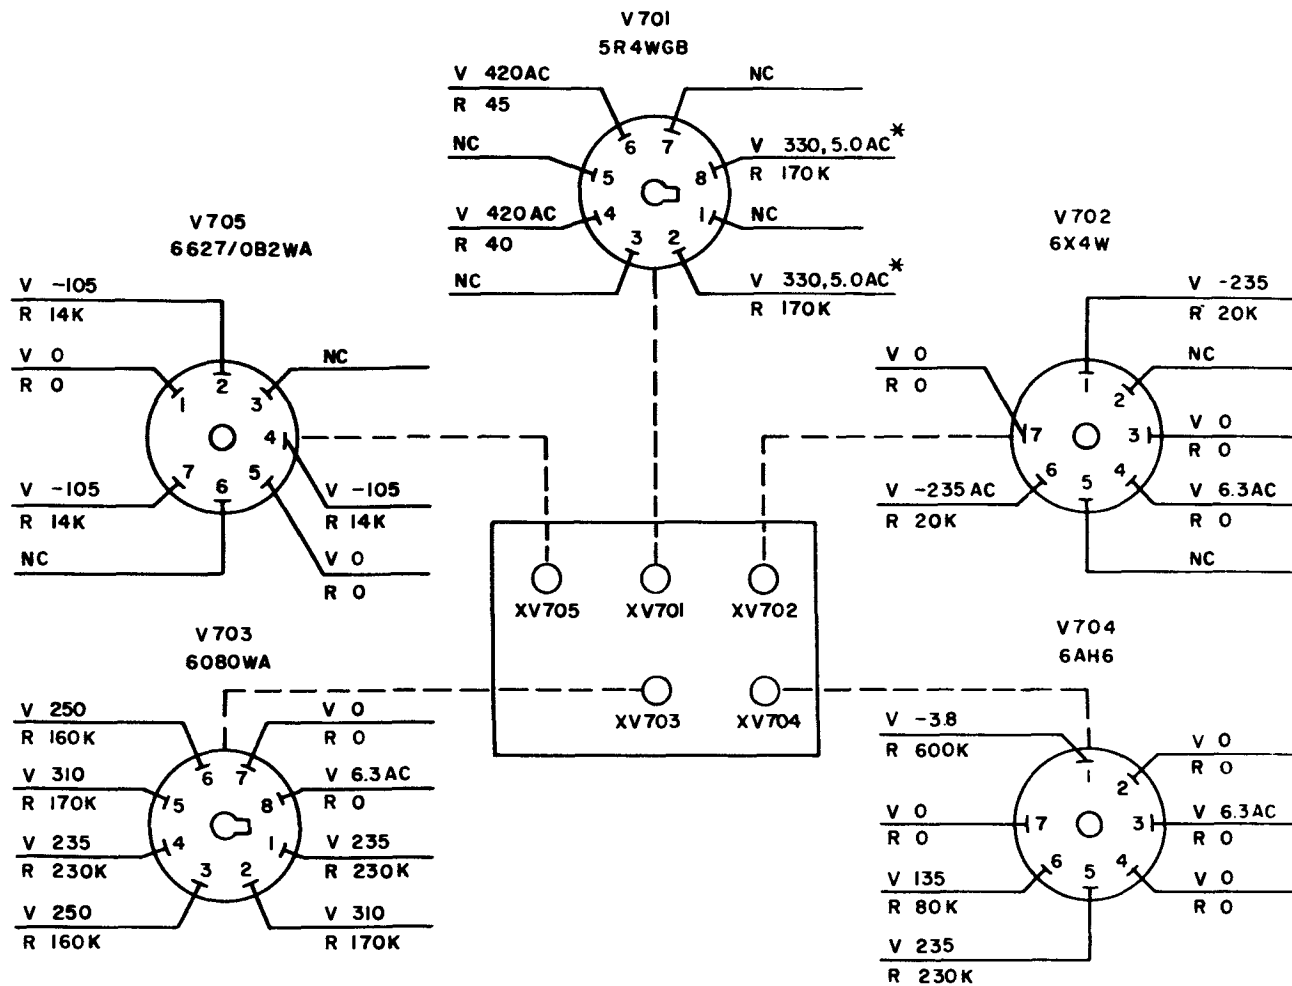 V701
5R4WGB
V 420AC
R 45
NC
NC
V 330,5.0AC*
R 170K
V 420AC
R 40
NC
NC
V 330,5.0AC*
R 170K
6
7
5
8
4
1
3
2
V705
6627/0B2WA
V -105
R 14K
V 0
R 0
NC
V -105
R 14K
V -105
R 14K
NC
V 0
R 0
2
1
3
4
7
5
6
V702
6X4W
V -235
R 20K
V 0
R 0
NC
V 0
R 0
V -235AC
R 20K
V 6.3AC
R 0
NC
1
2
7
3
6
4
5
XV705
XV701
XV702
XV703
XV704
V703
6080WA
V 250
R 160K
V 0
R 0
V 310
R 170K
V 6.3AC
R 0
V 235
R 230K
V 235
R 230K
V 250
R 160K
V 310
R 170K
6
7
5
8
4
1
3
2
V704
6AH6
V -3.8
R 600K
V 0
R 0
V 0
R 0
V 6.3AC
R 0
V 135
R 80K
V 0
R 0
V 235
R 230K
1
2
7
3
6
4
5